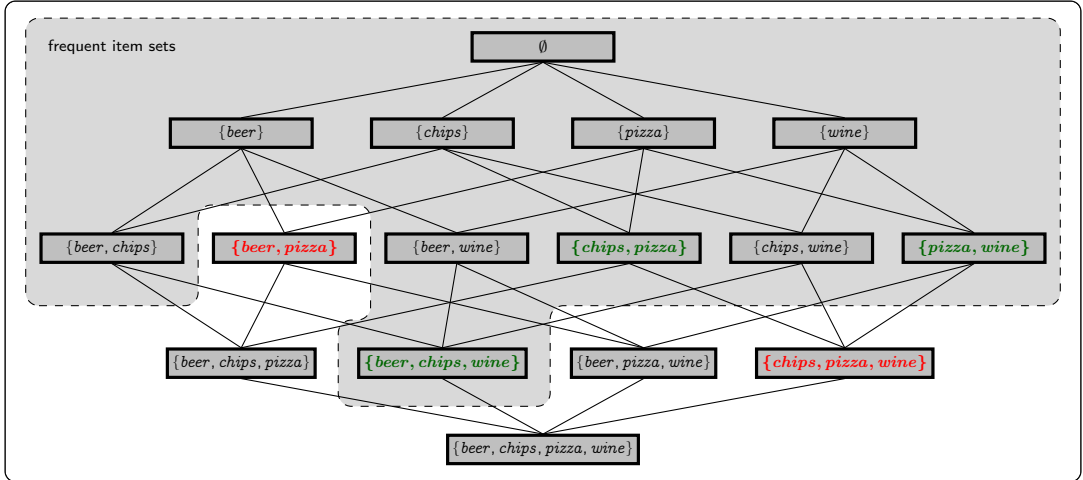 frequent item sets
∅
{beer}
{chips}
{pizza}
{wine}
{beer, chips}
{beer, pizza}
{beer, wine}
{chips, pizza}
{chips, wine}
{pizza, wine}
{beer, chips, pizza}
{beer, chips, wine}
{beer, pizza, wine}
{chips, pizza, wine}
{beer, chips, pizza, wine}